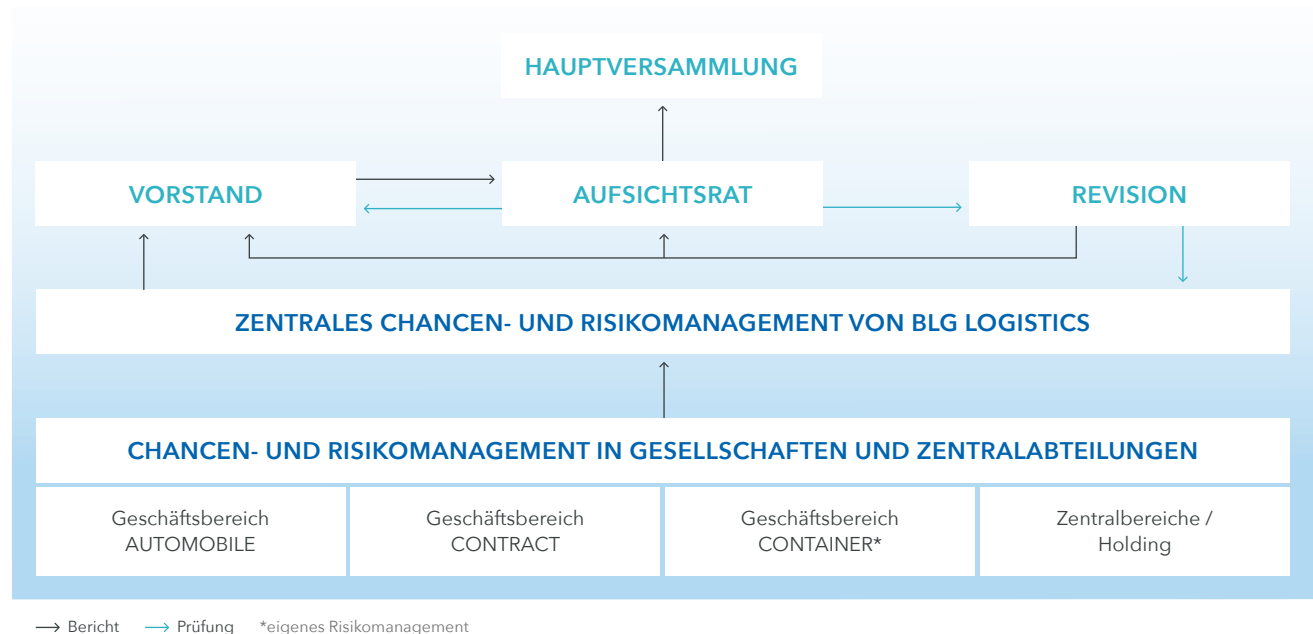 HAUPTVERSAMMLUNG
VORSTAND
AUFSICHTSRAT
REVISION
ZENTRALES CHANCEN- UND RISIKOMANAGEMENT VON BLG LOGISTICS
CHANCEN- UND RISIKOMANAGEMENT IN GESELLSCHAFTEN UND ZENTRALABTEILUNGEN
Geschäftsbereich
AUTOMOBILE
Geschäftsbereich
CONTRACT
Geschäftsbereich
CONTAINER*
Zentralbereiche /
Holding
Bericht
Prüfung
*eigenes Risikomanagement